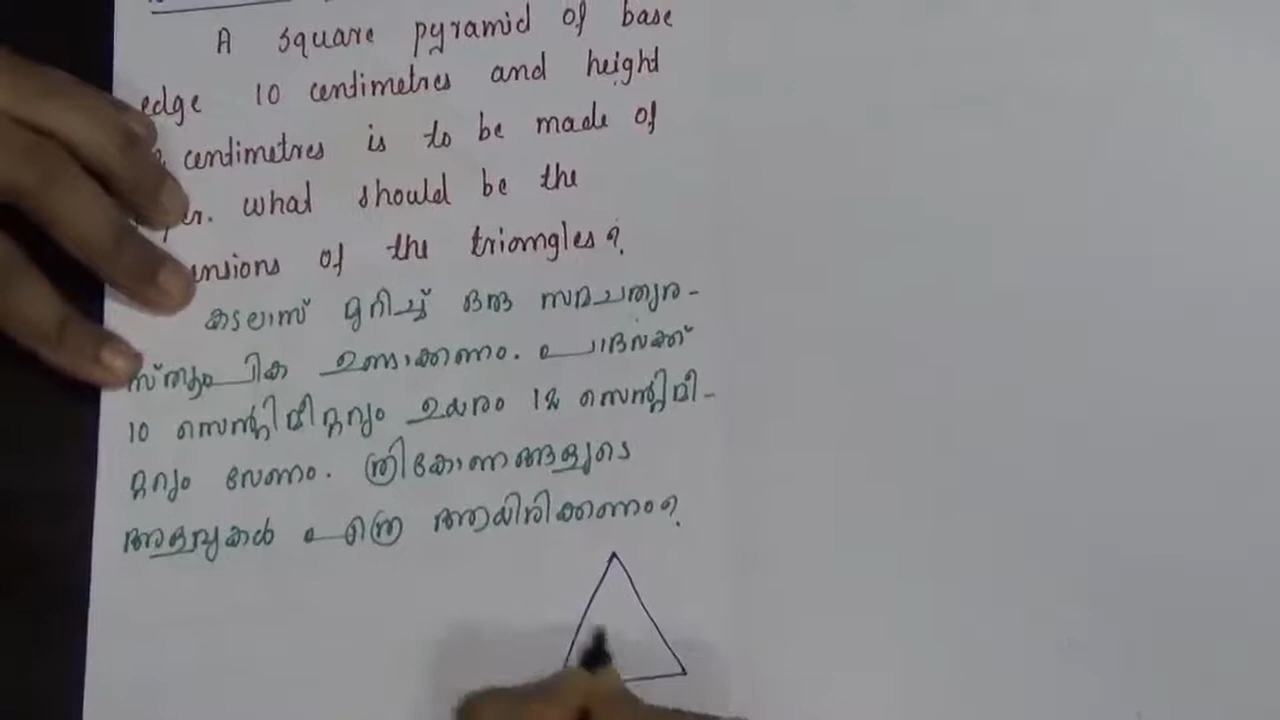 A square pyramid of base
edge 10 centimetres and height
centimetres is to be made of
what should be the
of the triangles?
കടലാസ് മുറിച്ച് ഒരു സമചതുര-
സ്തൂപിക ഉണ്ടാക്കണം. പാദവക്ക്
10 സെന്റിമീറ്ററും ഉയരം 12 സെന്റിമീ-
റ്ററും വേണം. ത്രികോണങ്ങളുടെ
അളവുകൾ എത്ര ആയിരിക്കണം?